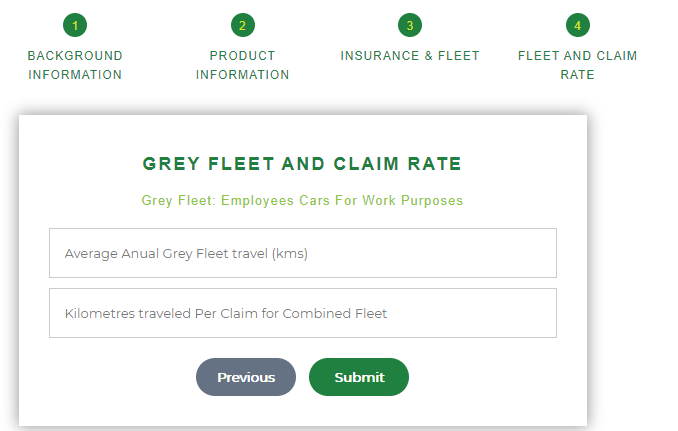 1 2 3 4
BACKGROUND PRODUCT INSURANCE & FLEET FLEET AND CLAIM
INFORMATION INFORMATION RATE
GREY FLEET AND CLAIM RATE
Grey Fleet: Employees Cars For Work Purposes
Average Anual Grey Fleet travel (kms)
Kilometres traveled Per Claim for Combined Fleet
Previous Submit